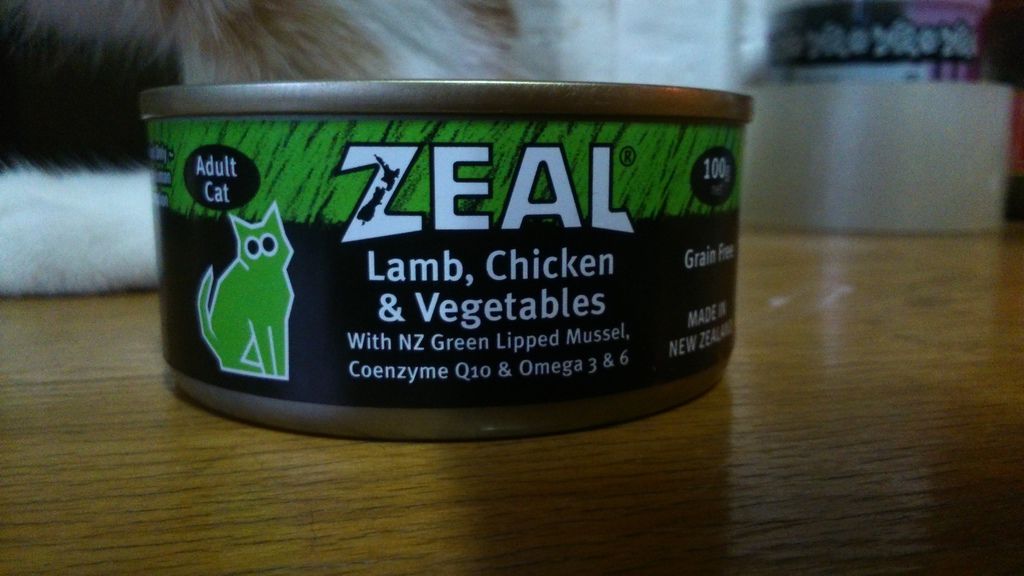 Adult
Cat
ZEAL®
100g
Lamb, Chicken
& Vegetables
With NZ Green Lipped Mussel,
Coenzyme Q10 & Omega 3 & 6
Grain Free
MADE IN
NEW ZEALAND